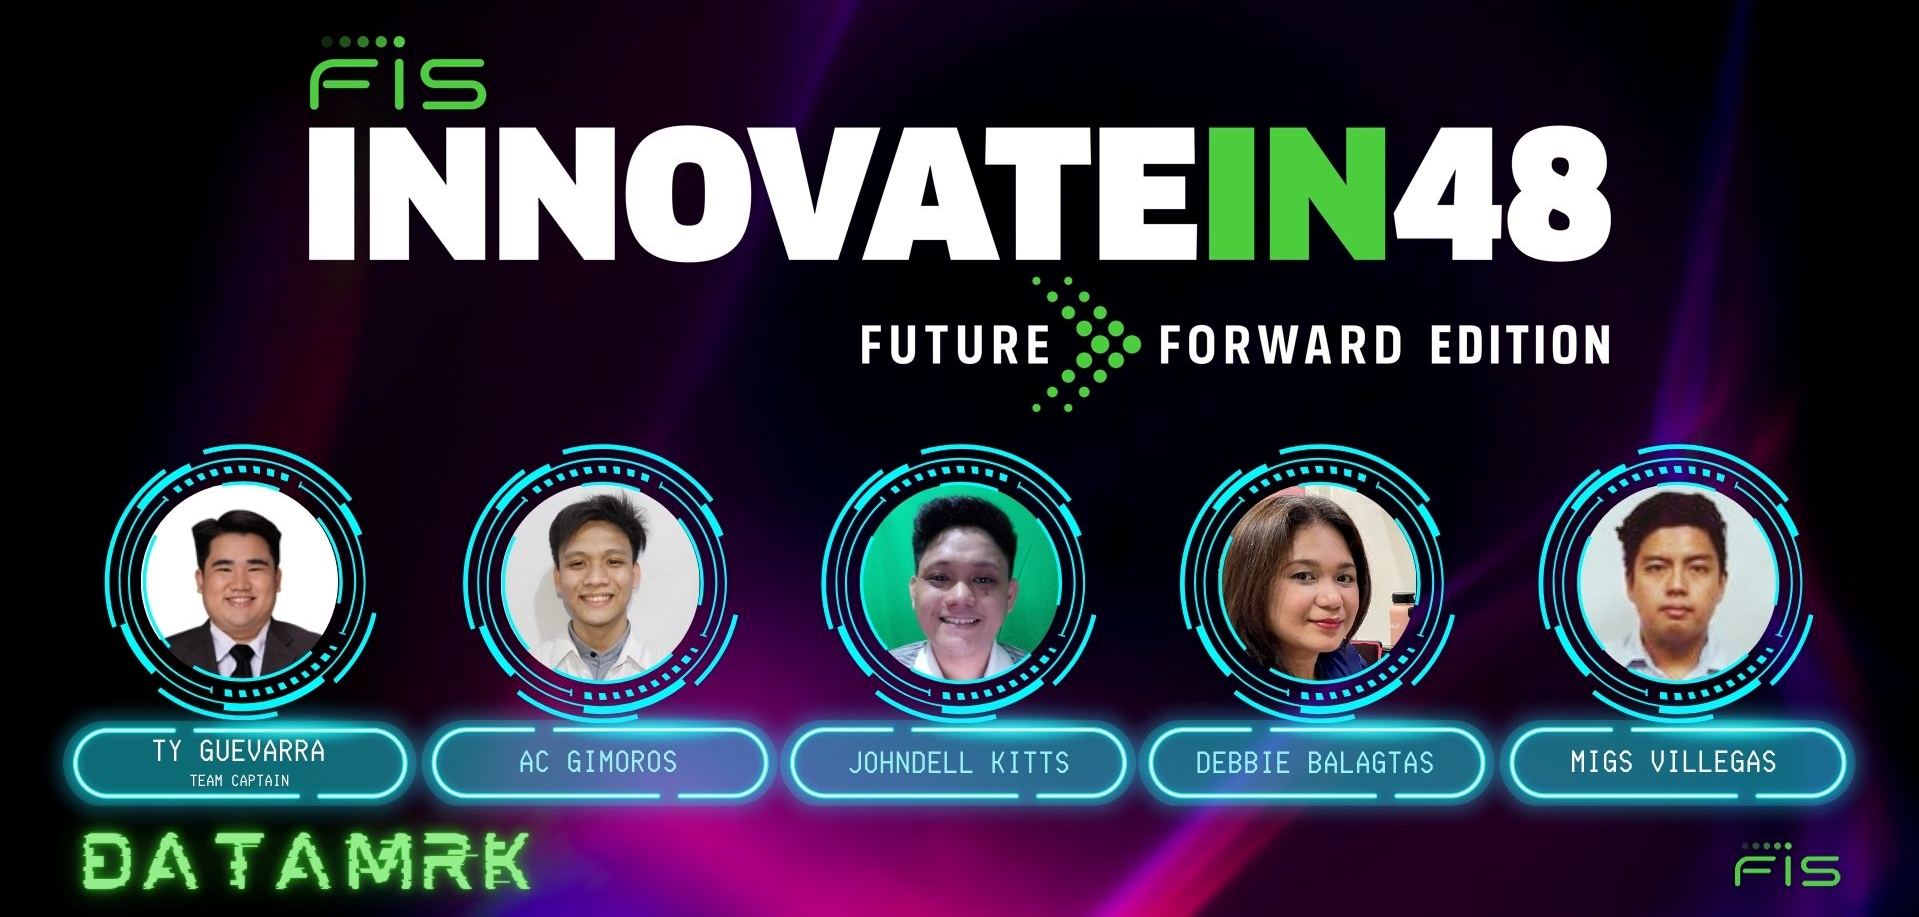 FIS
INNOVATEIN48
FUTURE FORWARD EDITION
TY GUEVARRA
TEAM CAPTAIN
AC GIMOROS
JOHNDELL KITTS
DEBBIE BALAGTAS
MIGS VILLEGAS
DATAMRK
FIS